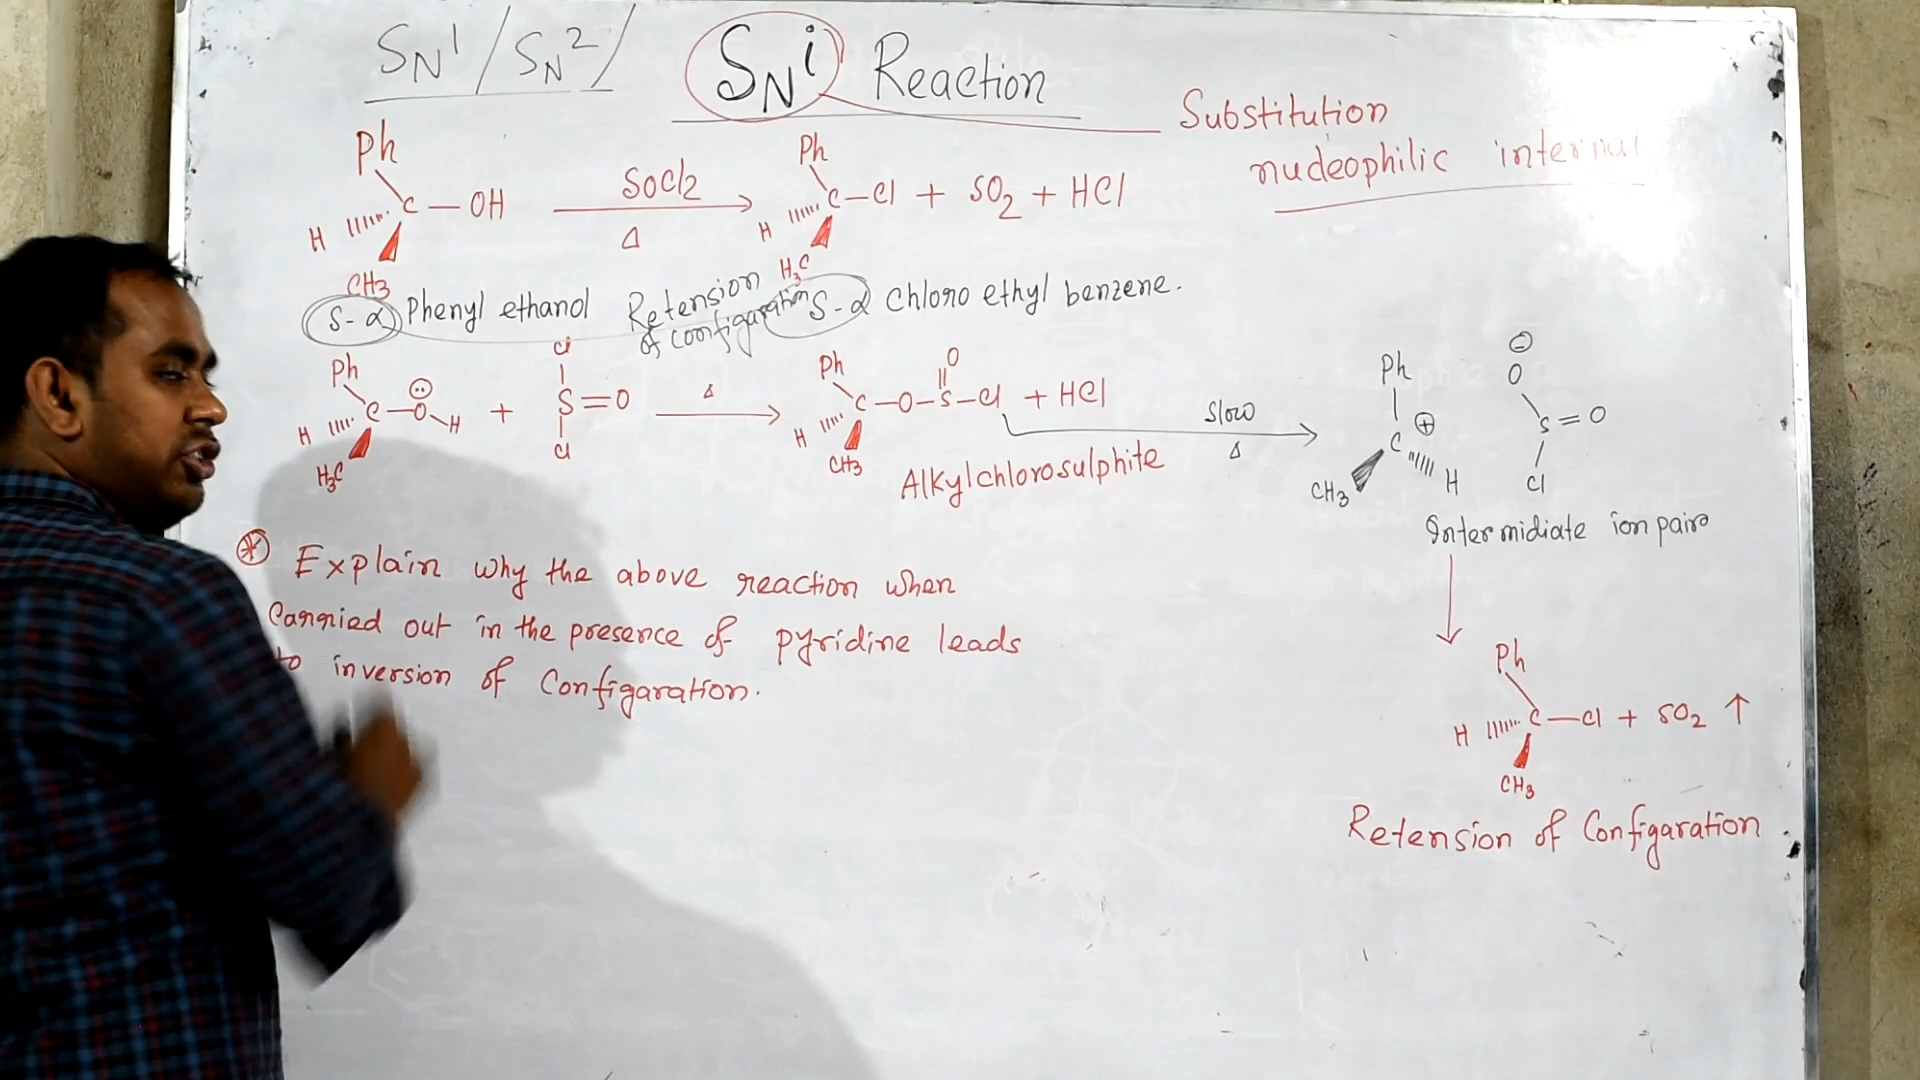 SN1 / SN2 / SNi Reaction
Substitution
nucleophilic internal
Ph
C — OH
H
CH3
SOCl2
Δ
Ph
C—Cl + SO2 + HCl
H
H3C
S-α Phenyl ethanol
Retension
of configaration
S-α Chloro ethyl benzene.
Ph
C—O—H
H
H3C
+
Cl
S=O
Cl
Δ
Ph
O
C—O—S—Cl + HCl
H
CH3
Alkylchlorosulphite
Slow
Δ
Ph
C
⊕
CH3
H
⊖
O
S=O
Cl
Intermidiate ion pairs
Ph
C—Cl + SO2 ↑
H
CH3
Retension of Configaration.
* Explain why the above reaction when
Carried out in the presence of pyridine leads
to inversion of Configaration.